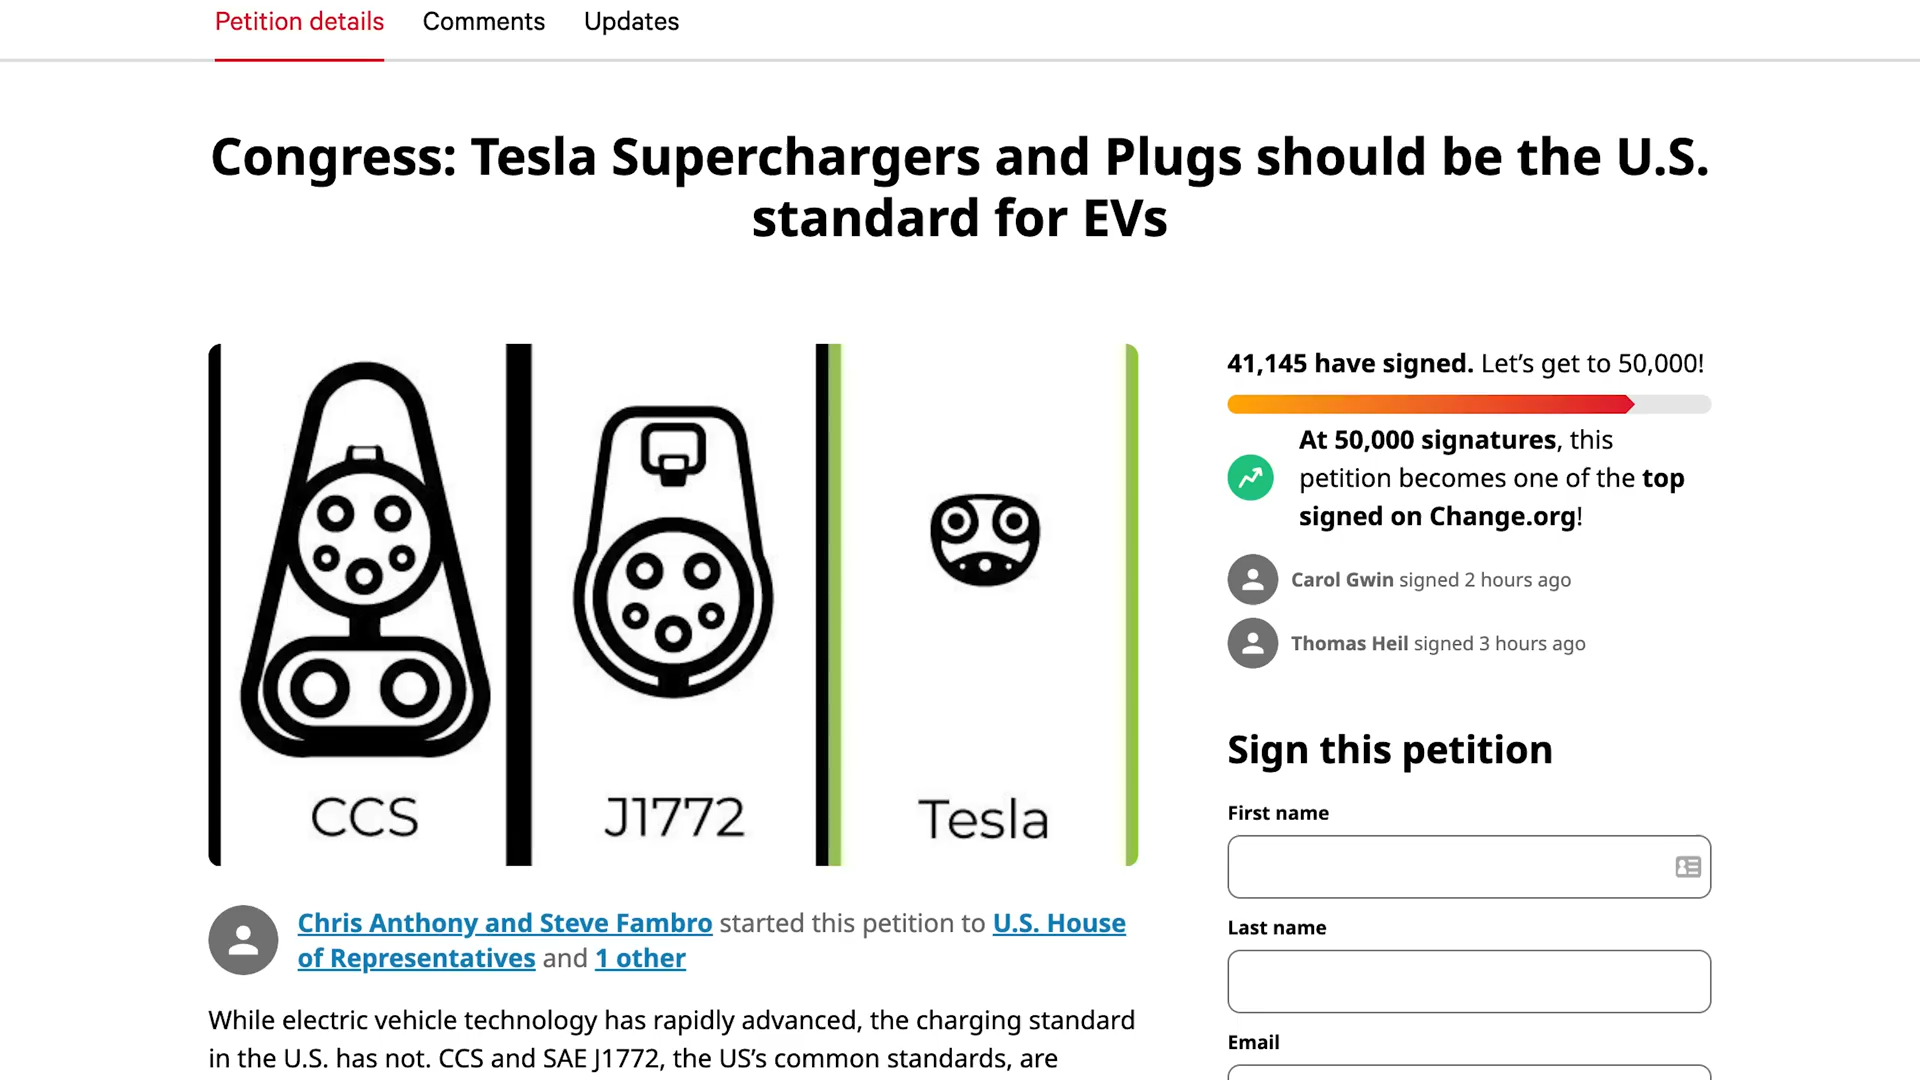 Petition details
Comments
Updates
Congress: Tesla Superchargers and Plugs should be the U.S.
standard for EVs
CCS
J1772
Tesla
Chris Anthony and Steve Fambro started this petition to U.S. House
of Representatives and 1 other
While electric vehicle technology has rapidly advanced, the charging standard
in the U.S. has not. CCS and SAE J1772, the US’s common standards, are
41,145 have signed. Let’s get to 50,000!
At 50,000 signatures, this
petition becomes one of the top
signed on Change.org!
Carol Gwin signed 2 hours ago
Thomas Heil signed 3 hours ago
Sign this petition
First name
Last name
Email